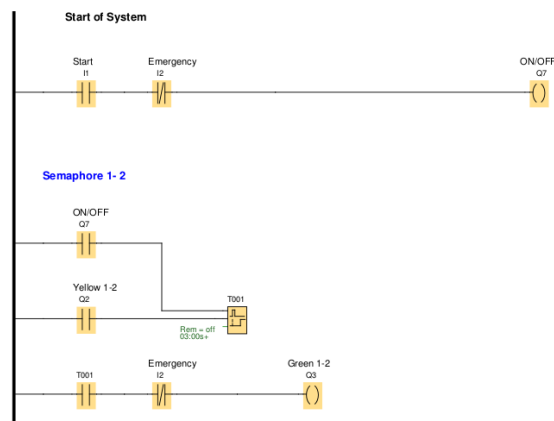 Start of System
Start Emergency ON/OFF
I1 I2 Q7
Semaphore 1- 2
ON/OFF
Q7
Yellow 1-2
Q2 T001
Rem = off
03:00s+
Emergency Green 1-2
T001 I2 Q3